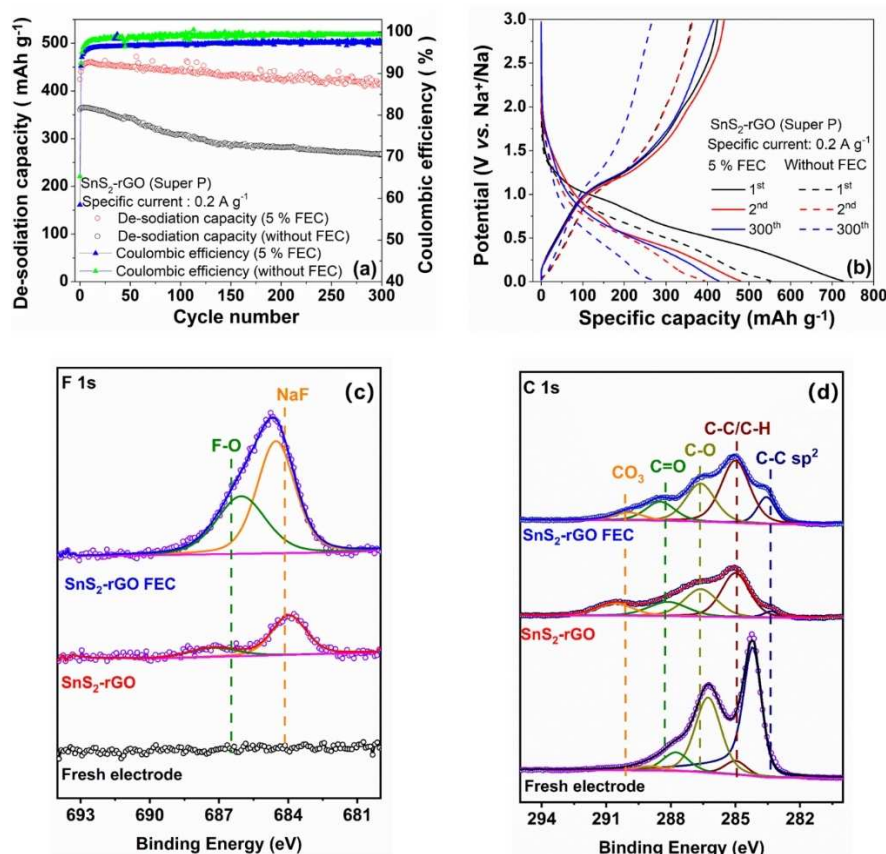 De-sodiation capacity ( mAh g⁻¹)
500
400
300
200
100
0
SnS₂-rGO (Super P)
Specific current : 0.2 A g⁻¹
De-sodiation capacity (5 % FEC)
De-sodiation capacity (without FEC)
Coulombic efficiency (5 % FEC)
Coulombic efficiency (without FEC)
(a)
0 50 100 150 200 250 300
Cycle number
100
90
80
70
60
50
40
Coulombic efficiency ( % )
Potential (V vs. Na⁺/Na)
3.0
2.5
2.0
1.5
1.0
0.5
0.0
SnS₂-rGO (Super P)
Specific current: 0.2 A g⁻¹
5 % FEC Without FEC
1st 1st
2nd 2nd
300th 300th
(b)
0 100 200 300 400 500 600 700 800
Specific capacity (mAh g⁻¹)
F 1s
(c)
NaF
F-O
SnS₂-rGO FEC
SnS₂-rGO
Fresh electrode
693 690 687 684 681
Binding Energy (eV)
C 1s
(d)
C-C/C-H
C-O
C-C sp²
C=O
CO₃
SnS₂-rGO FEC
SnS₂-rGO
Fresh electrode
294 291 288 285 282
Binding Energy (eV)